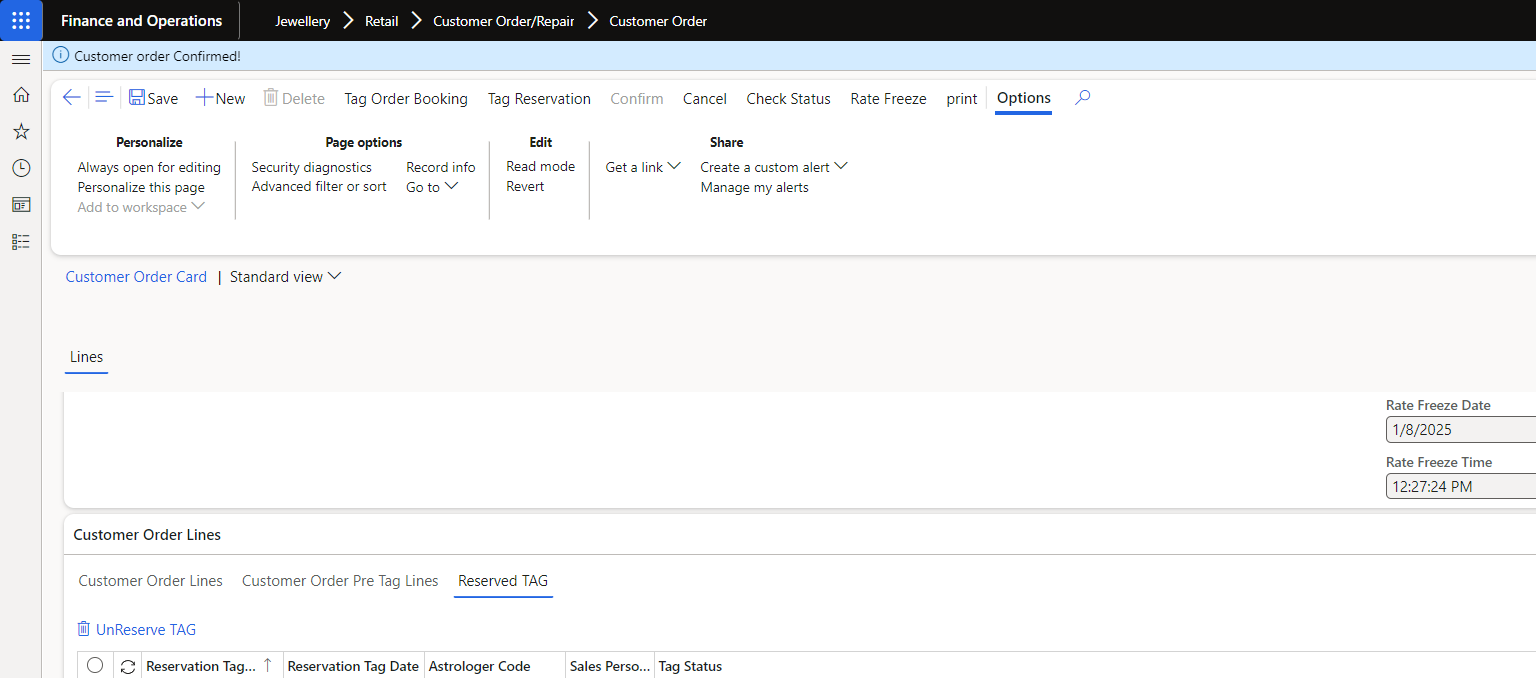 Finance and Operations Jewellery Retail Customer Order/Repair Customer Order
Customer order Confirmed!
Save New Delete Tag Order Booking Tag Reservation Confirm Cancel Check Status Rate Freeze print Options
Personalize
Always open for editing
Personalize this page
Add to workspace
Page options
Security diagnostics
Advanced filter or sort
Record info
Go to
Edit
Read mode
Revert
Get a link
Share
Create a custom alert
Manage my alerts
Customer Order Card | Standard view
Lines
Rate Freeze Date
1/8/2025
Rate Freeze Time
12:27:24 PM
Customer Order Lines
Customer Order Lines Customer Order Pre Tag Lines Reserved TAG
UnReserve TAG
Reservation Tag... Reservation Tag Date Astrologer Code Sales Perso... Tag Status